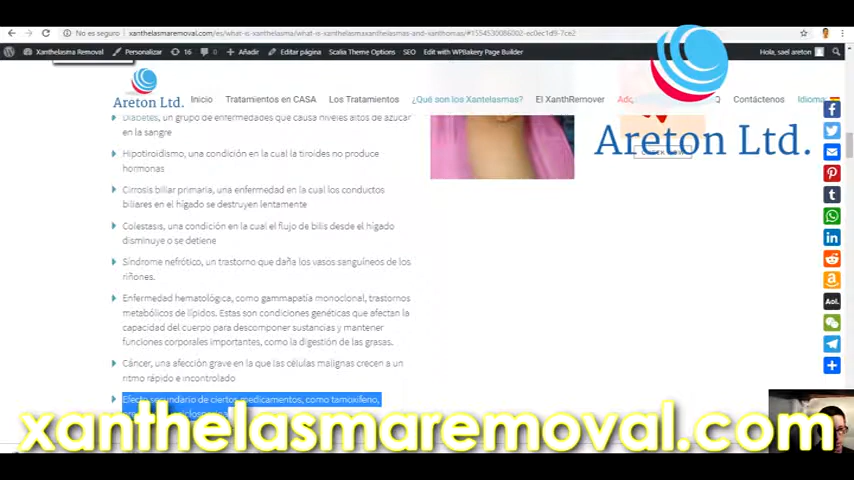 No es seguro
xanthelasmaremoval.com/es/what-is-xanthelasma/what-is-xanthelasmaxanthelasmas-and-xanthomas/#1554530086002-ec0ec1d9-7ce2
Xanthelasma Removal
Personalizar
16
Añadir
Editar página
Scalia Theme Options
SEO
Edit with WPBakery Page Builder
Hola, sael areton
Areton Ltd.
Inicio
Tratamientos en CASA
Los Tratamientos
¿Qué son los Xantelasmas?
El XanthRemover
Contáctenos
Idioma
Areton Ltd.
Diabetes, un grupo de enfermedades que causa niveles altos de azúcar
en la sangre
Hipotiroidismo, una condición en la cual la tiroides no produce
hormonas
Cirrosis biliar primaria, una enfermedad en la cual los conductos
biliares en el hígado se destruyen lentamente
Colestasis, una condición en la cual el flujo de bilis desde el hígado
disminuye o se detiene
Síndrome nefrótico, un trastorno que daña los vasos sanguíneos de los
riñones.
Enfermedad hematológica, como gammapatía monoclonal, trastornos
metabólicos de lípidos. Estas son condiciones genéticas que afectan la
capacidad del cuerpo para descomponer sustancias y mantener
funciones corporales importantes, como la digestión de las grasas.
Cáncer, una afección grave en la que las células malignas crecen a un
ritmo rápido e incontrolado
Efecto secundario de ciertos medicamentos, como tamoxifeno,
Aol.
xanthelasmaremoval.com